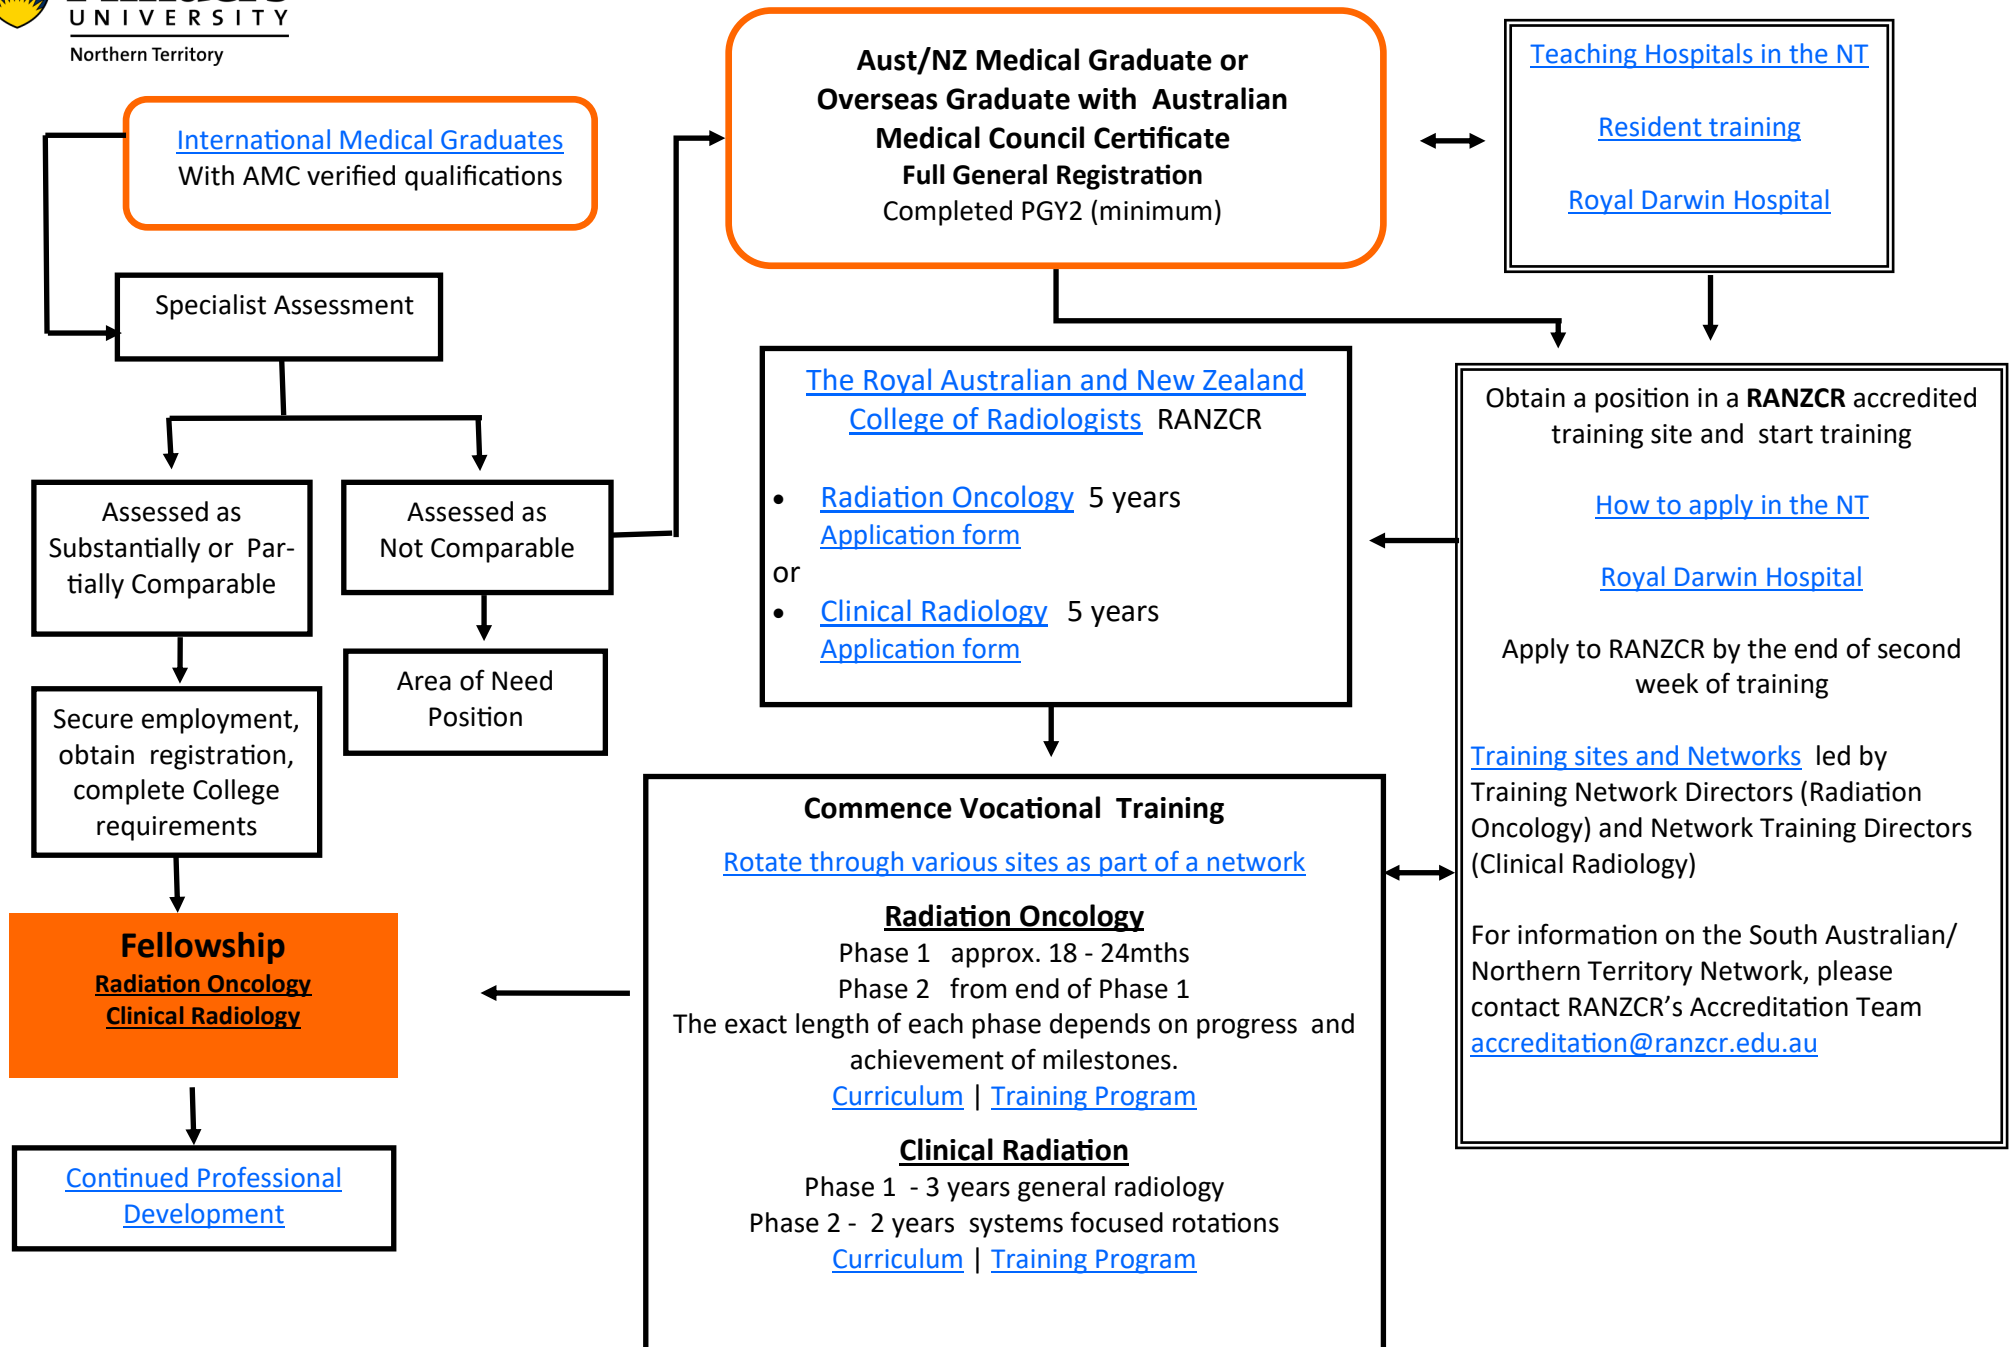 UNIVERSITY
Northern Territory
International Medical Graduates
With AMC verified qualifications
Aust/NZ Medical Graduate or
Overseas Graduate with Australian
Medical Council Certificate
Full General Registration
Completed PGY2 (minimum)
Teaching Hospitals in the NT
Resident training
Royal Darwin Hospital
Specialist Assessment
Assessed as
Substantially or Par-
tially Comparable
Assessed as
Not Comparable
Area of Need
Position
Secure employment,
obtain registration,
complete College
requirements
Fellowship
Radiation Oncology
Clinical Radiology
Continued Professional
Development
The Royal Australian and New Zealand
College of Radiologists RANZCR
• Radiation Oncology 5 years
Application form
or
• Clinical Radiology 5 years
Application form
Commence Vocational Training
Rotate through various sites as part of a network
Radiation Oncology
Phase 1 approx. 18 - 24mths
Phase 2 from end of Phase 1
The exact length of each phase depends on progress and
achievement of milestones.
Curriculum | Training Program
Clinical Radiation
Phase 1 - 3 years general radiology
Phase 2 - 2 years systems focused rotations
Curriculum | Training Program
Obtain a position in a RANZCR accredited
training site and start training
How to apply in the NT
Royal Darwin Hospital
Apply to RANZCR by the end of second
week of training
Training sites and Networks led by
Training Network Directors (Radiation
Oncology) and Network Training Directors
(Clinical Radiology)
For information on the South Australian/
Northern Territory Network, please
contact RANZCR's Accreditation Team
accreditation@ranzcr.edu.au